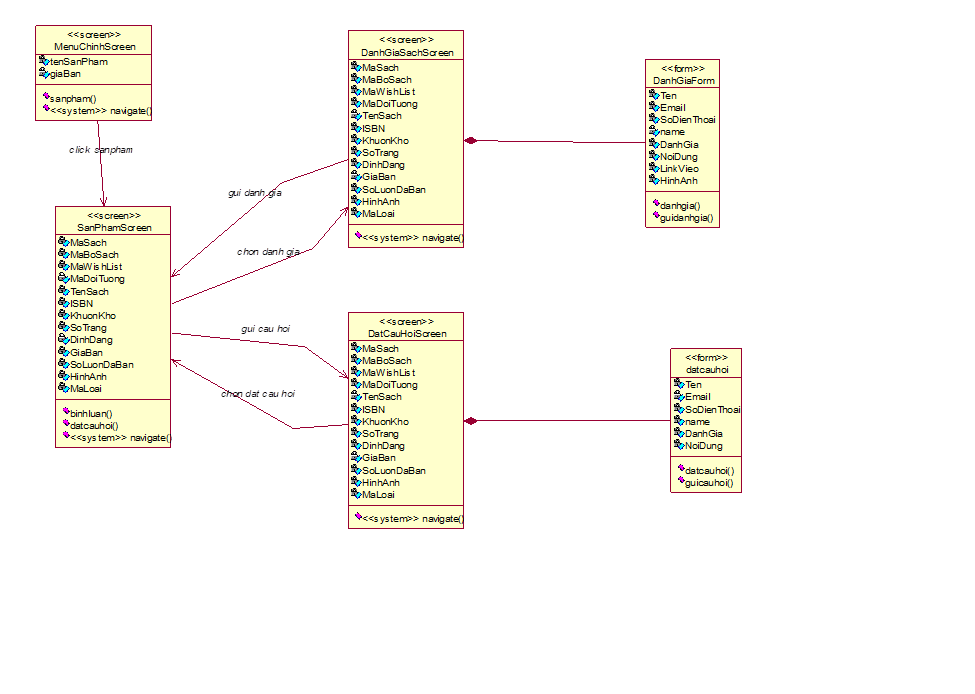 <<screen>>
MenuChinhScreen
tenSanPham
giaBan
sanpham()
<<system>> navigate()
click sanpham
<<screen>>
SanPhamScreen
MaSach
MaBoSach
MaWishList
MaDoiTuong
TenSach
ISBN
KhuonKho
SoTrang
DinhDang
GiaBan
SoLuonDaBan
HinhAnh
MaLoai
binhluan()
datcauhoi()
<<system>> navigate()
gui danh gia
chon danh gia
gui cau hoi
chon dat cau hoi
<<screen>>
DanhGiaSachScreen
MaSach
MaBoSach
MaWishList
MaDoiTuong
TenSach
ISBN
KhuonKho
SoTrang
DinhDang
GiaBan
SoLuonDaBan
HinhAnh
MaLoai
<<system>> navigate()
<<screen>>
DatCauHoiScreen
MaSach
MaBoSach
MaWishList
MaDoiTuong
TenSach
ISBN
KhuonKho
SoTrang
DinhDang
GiaBan
SoLuonDaBan
HinhAnh
MaLoai
<<system>> navigate()
<<form>>
DanhGiaForm
Ten
Email
SoDienThoai
name
DanhGia
NoiDung
LinkVieo
HinhAnh
danhgia()
guidanhgia()
<<form>>
datcauhoi
Ten
Email
SoDienThoai
name
DanhGia
NoiDung
datcauhoi()
guicauhoi()